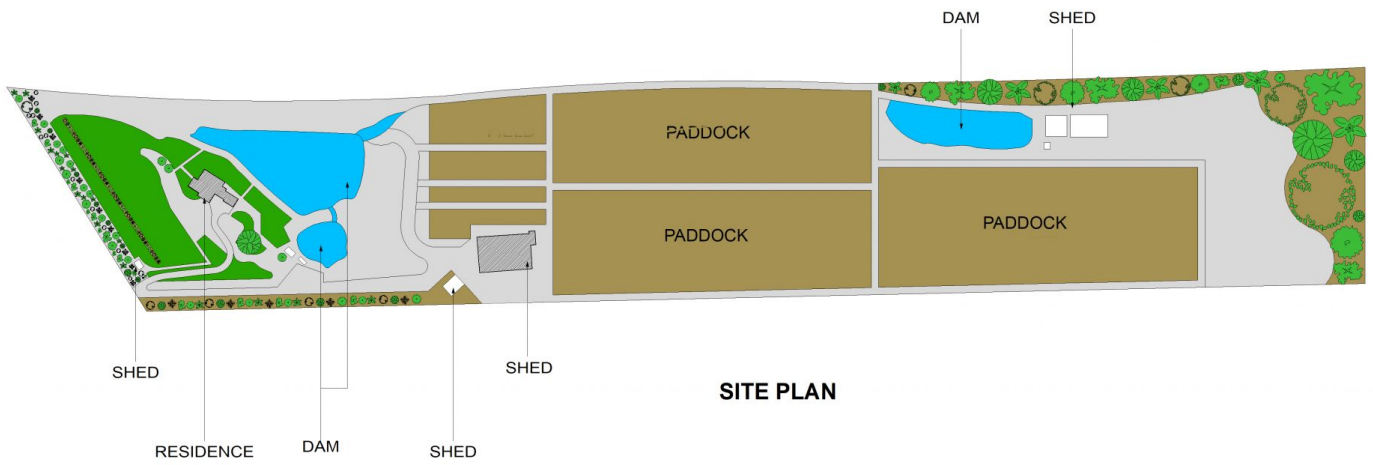 DAM
SHED
PADDOCK
PADDOCK
PADDOCK
SHED
SHED
SITE PLAN
RESIDENCE
DAM
SHED